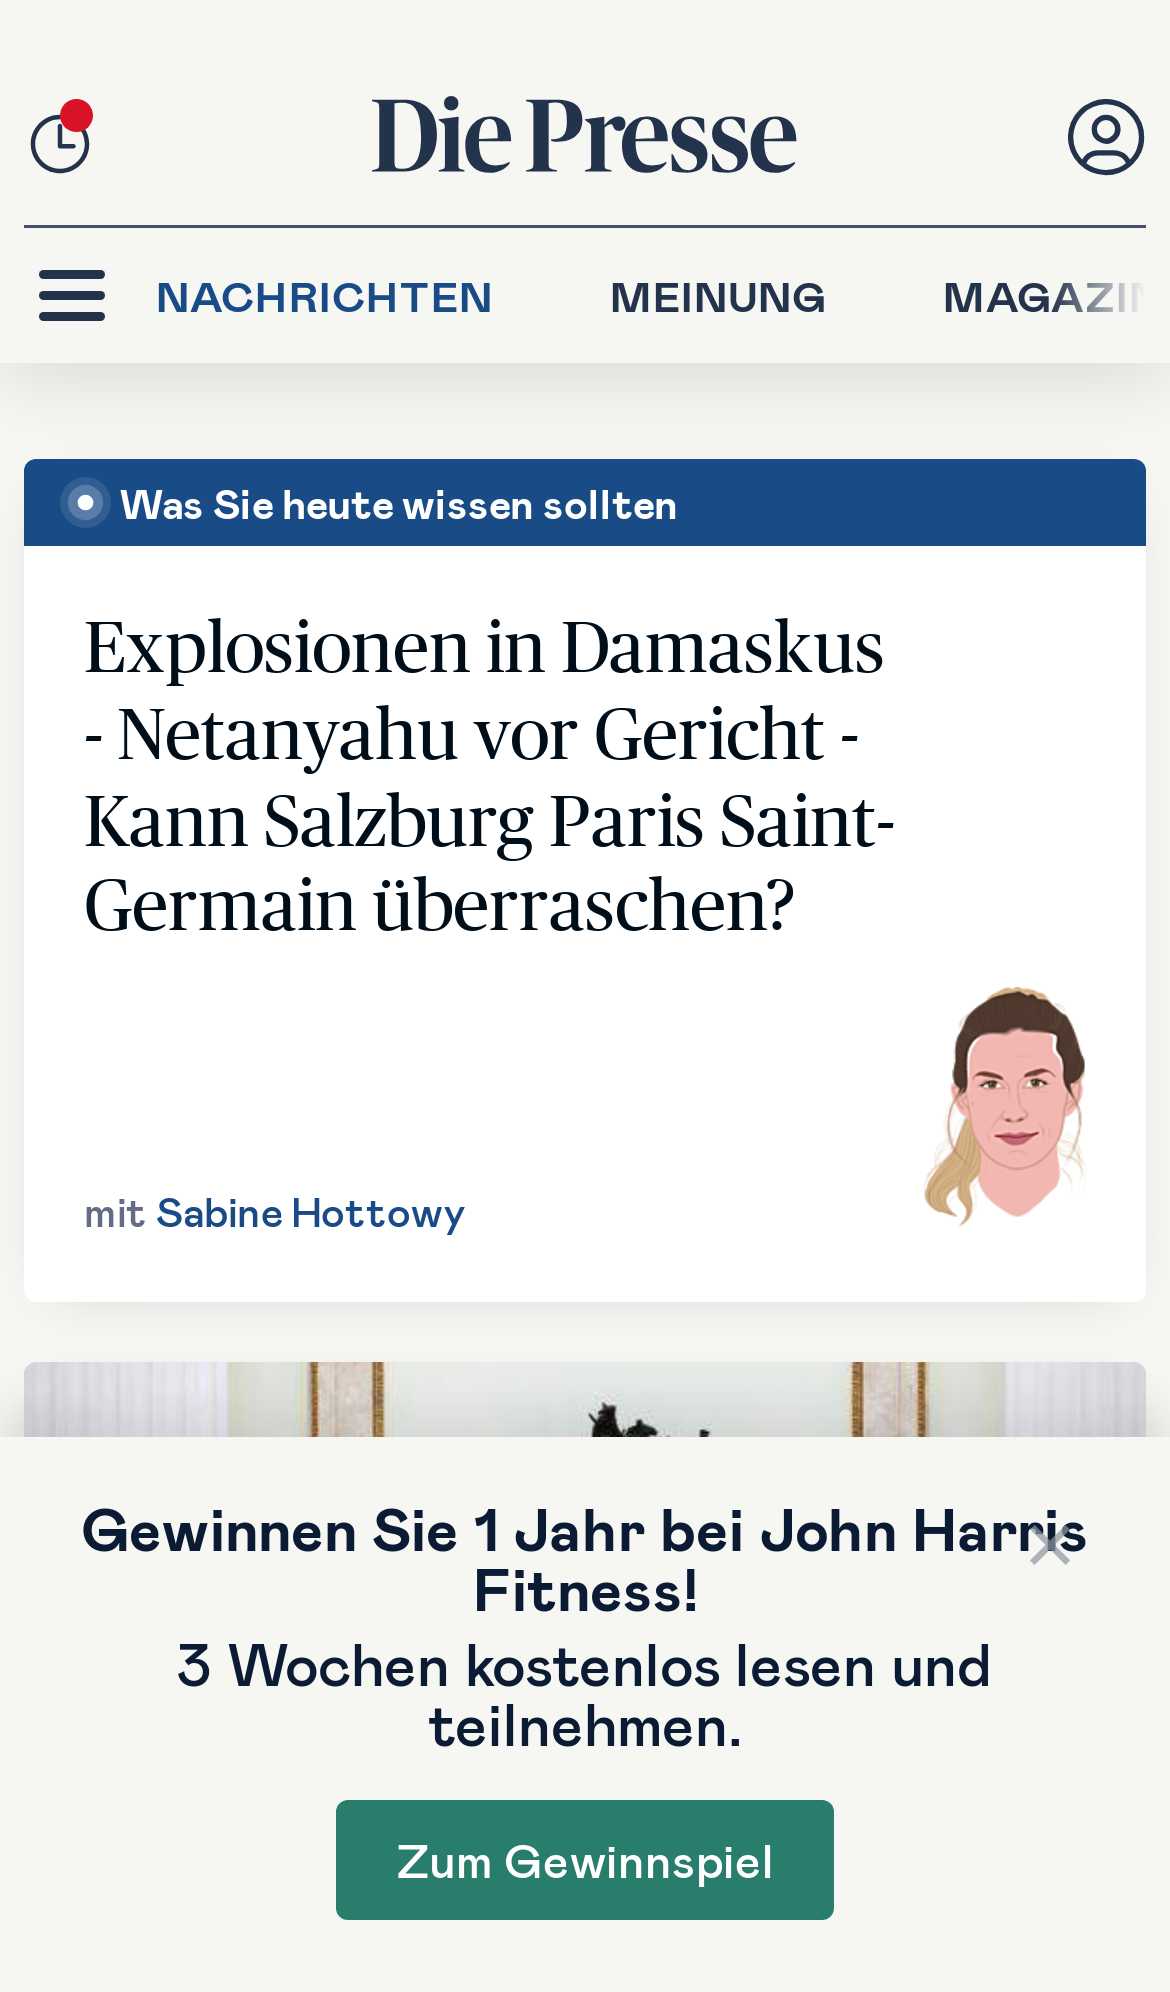 Die Presse
NACHRICHTEN MEINUNG MAGAZIN
Was Sie heute wissen sollten
Explosionen in Damaskus
- Netanyahu vor Gericht -
Kann Salzburg Paris Saint-
Germain überraschen?
mit Sabine Hottowy
Gewinnen Sie 1 Jahr bei John Harris
Fitness!
3 Wochen kostenlos lesen und
teilnehmen.
Zum Gewinnspiel